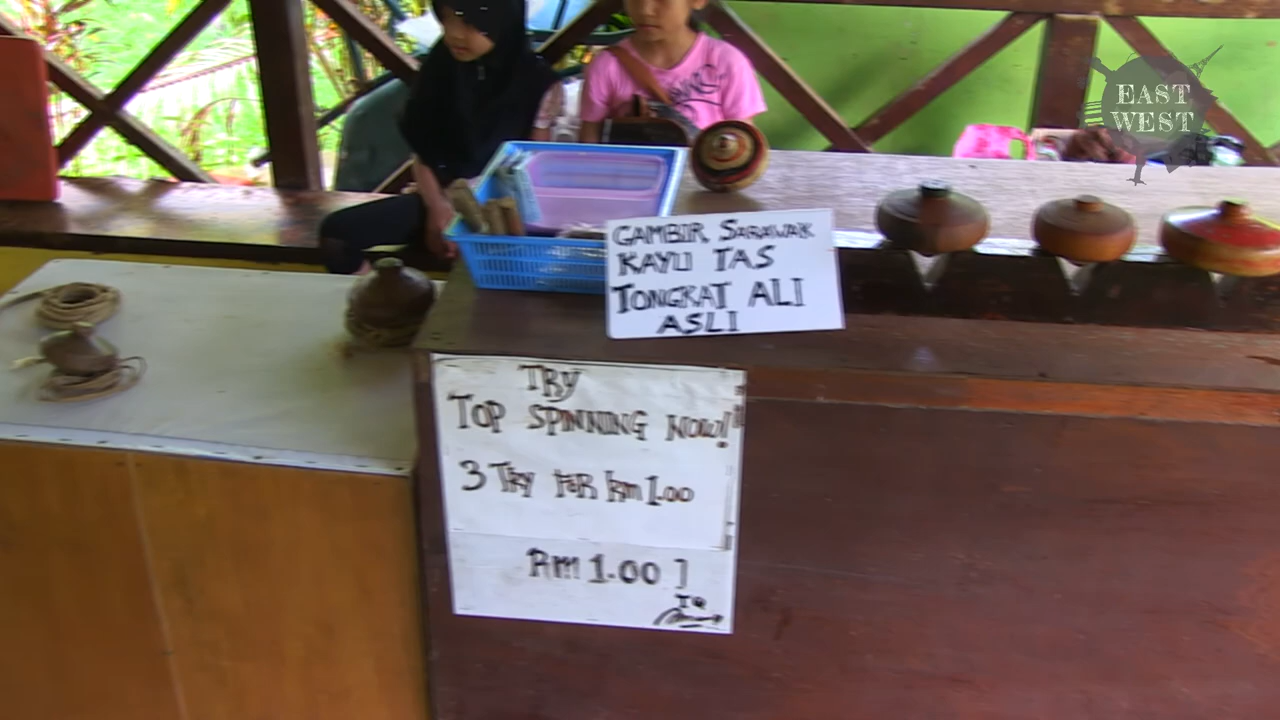 EAST
WEST
GAMBIR SARAWAK
KAYU TAS
TONGKAT ALI
ASLI
TRY
TOP SPINNING NOW!
3 TRY FOR RM 1.00
RM 1.00 ]
TQ